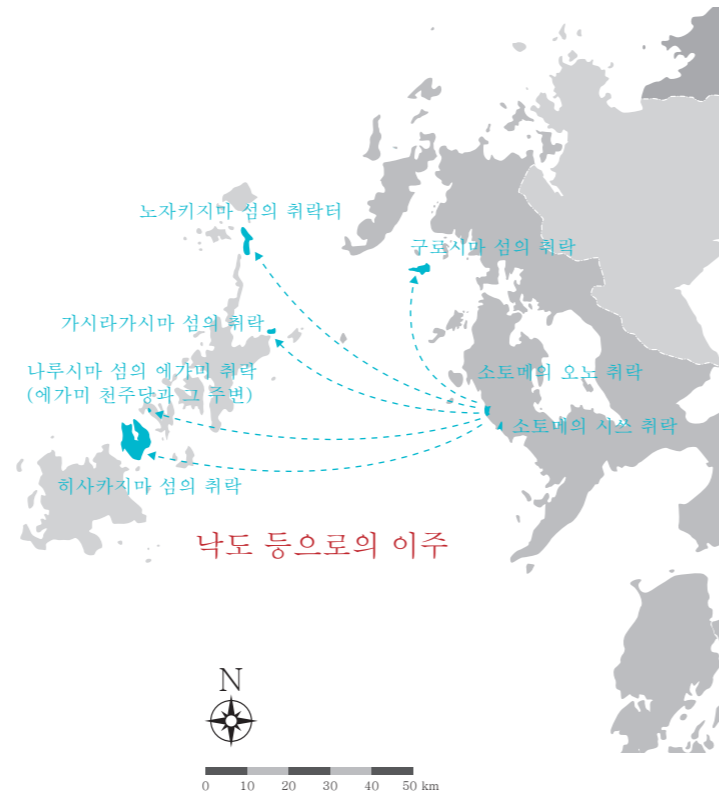 노자키지마 섬의 취락터
구로시마 섬의 취락
가시라가시마 섬의 취락
나루시마 섬의 에가미 취락
(에가미 천주당과 그 주변)
소토메의 오노 취락
소토메의 시쓰 취락
히사카지마 섬의 취락
낙도 등으로의 이주
N
0 10 20 30 40 50 km